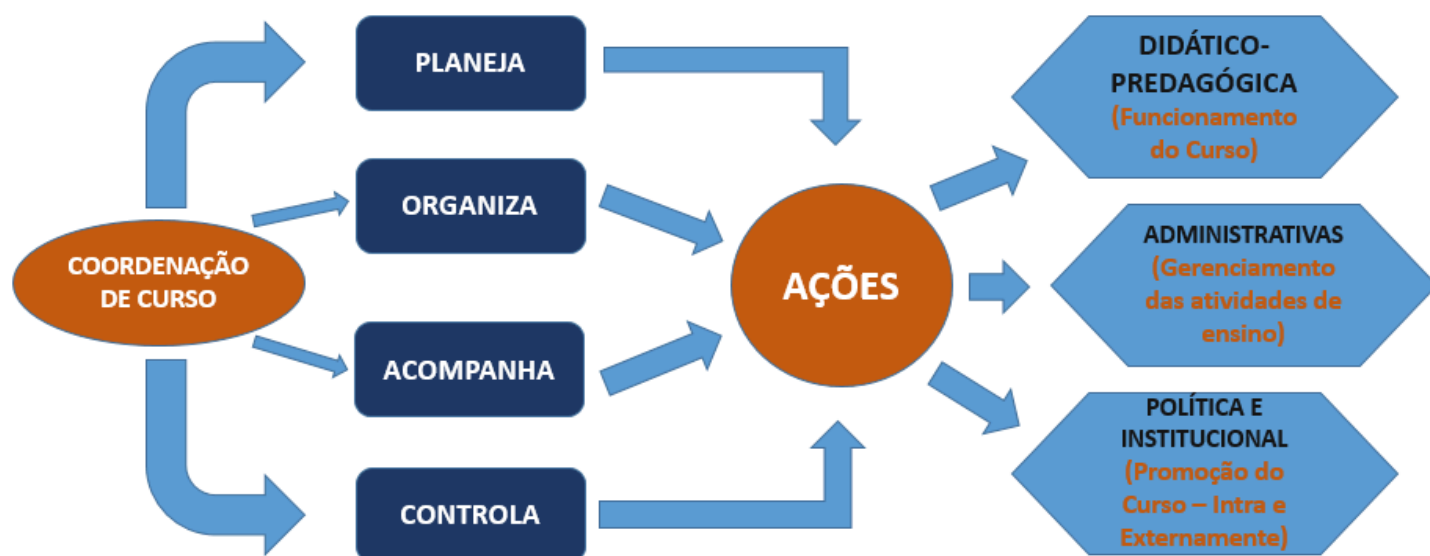 COORDENAÇÃO
DE CURSO
PLANEJA
ORGANIZA
ACOMPANHA
CONTROLA
AÇÕES
DIDÁTICO-
PREDAGÓGICA
(Funcionamento
do Curso)
ADMINISTRATIVAS
(Gerenciamento
das atividades de
ensino)
POLÍTICA E
INSTITUCIONAL
(Promoção do
Curso – Intra e
Externamente)